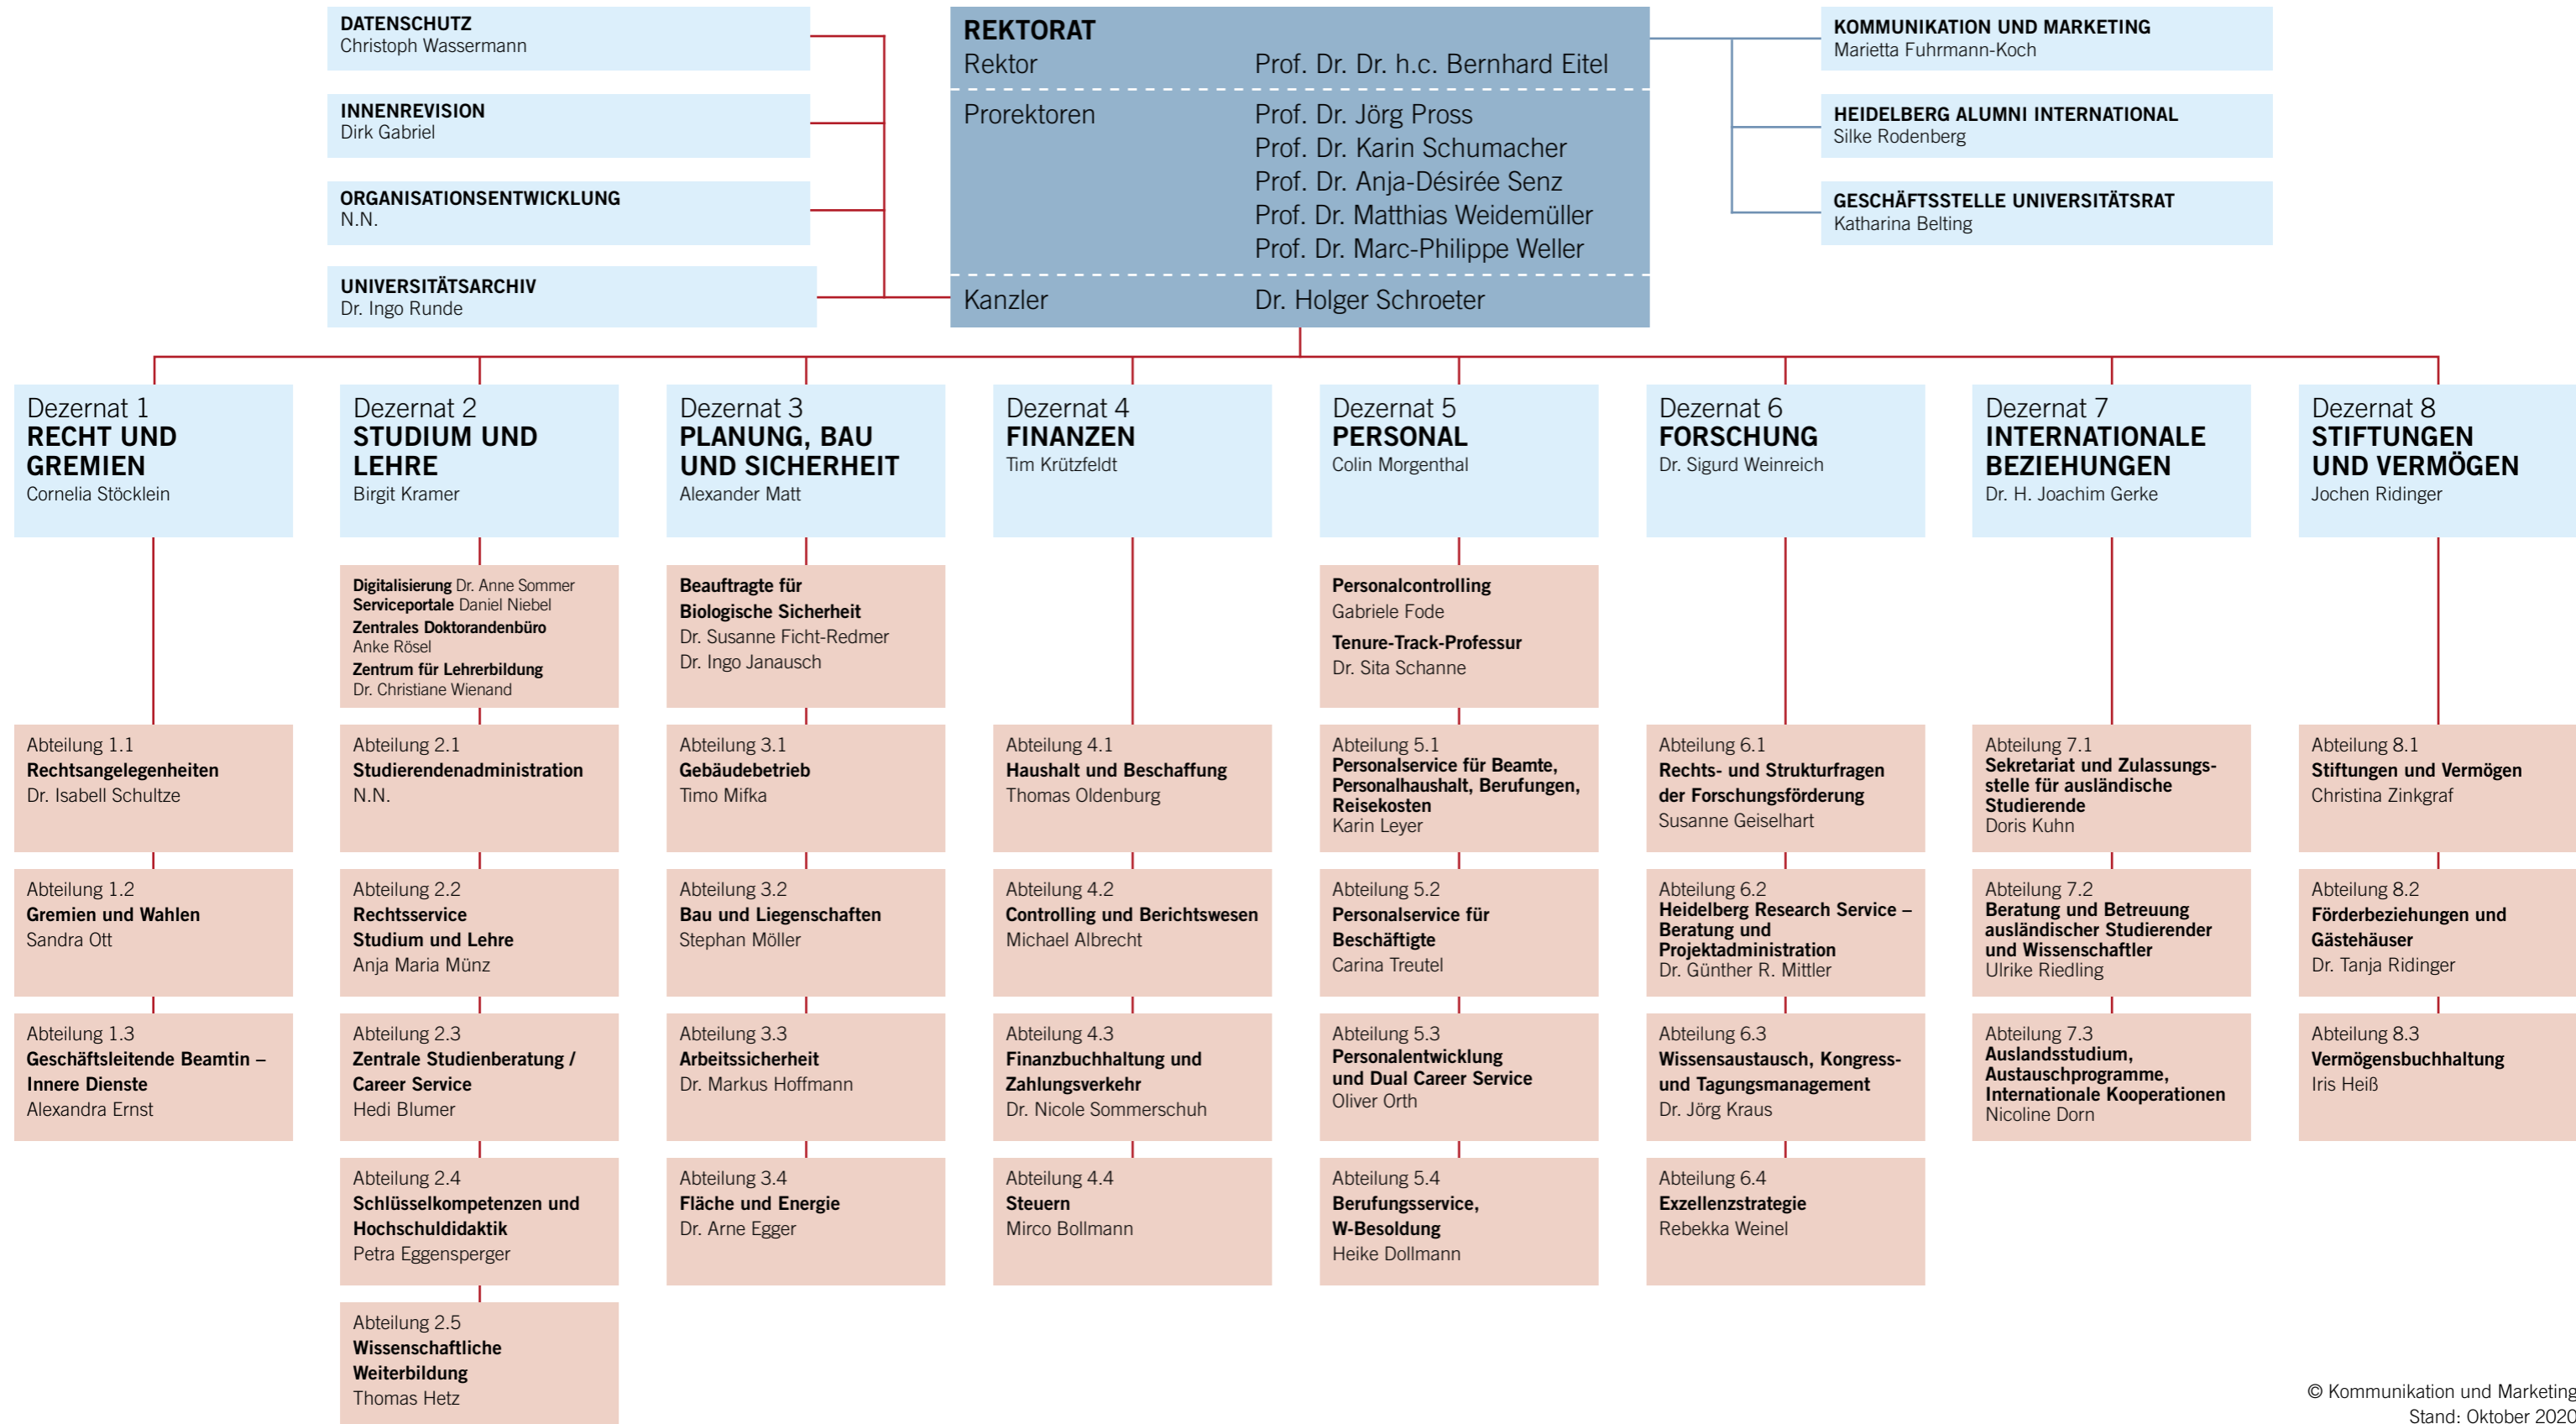 DATENSCHUTZ
Christoph Wassermann
INNENREVISION
Dirk Gabriel
ORGANISATIONSENTWICKLUNG
N.N.
UNIVERSITÄTSARCHIV
Dr. Ingo Runde
REKTORAT
Rektor Prof. Dr. Dr. h.c. Bernhard Eitel
Prorektoren Prof. Dr. Jörg Pross
Prof. Dr. Karin Schumacher
Prof. Dr. Anja-Désirée Senz
Prof. Dr. Matthias Weidemüller
Prof. Dr. Marc-Philippe Weller
Kanzler Dr. Holger Schroeter
KOMMUNIKATION UND MARKETING
Marietta Fuhrmann-Koch
HEIDELBERG ALUMNI INTERNATIONAL
Silke Rodenberg
GESCHÄFTSSTELLE UNIVERSITÄTSRAT
Katharina Belting
Dezernat 1
RECHT UND
GREMIEN
Cornelia Stöcklein
Abteilung 1.1
Rechtsangelegenheiten
Dr. Isabell Schultze
Abteilung 1.2
Gremien und Wahlen
Sandra Ott
Abteilung 1.3
Geschäftsleitende Beamtin –
Innere Dienste
Alexandra Ernst
Dezernat 2
STUDIUM UND
LEHRE
Birgit Kramer
Digitalisierung Dr. Anne Sommer
Serviceportale Daniel Niebel
Zentrales Doktorandenbüro
Anke Rösel
Zentrum für Lehrerbildung
Dr. Christiane Wienand
Abteilung 2.1
Studierendenadministration
N.N.
Abteilung 2.2
Rechtsservice
Studium und Lehre
Anja Maria Münz
Abteilung 2.3
Zentrale Studienberatung /
Career Service
Hedi Blumer
Abteilung 2.4
Schlüsselkompetenzen und
Hochschuldidaktik
Petra Eggensperger
Abteilung 2.5
Wissenschaftliche
Weiterbildung
Thomas Hetz
Dezernat 3
PLANUNG, BAU
UND SICHERHEIT
Alexander Matt
Beauftragte für
Biologische Sicherheit
Dr. Susanne Ficht-Redmer
Dr. Ingo Janausch
Abteilung 3.1
Gebäudebetrieb
Timo Mifka
Abteilung 3.2
Bau und Liegenschaften
Stephan Möller
Abteilung 3.3
Arbeitssicherheit
Dr. Markus Hoffmann
Abteilung 3.4
Fläche und Energie
Dr. Arne Egger
Dezernat 4
FINANZEN
Tim Krützfeldt
Abteilung 4.1
Haushalt und Beschaffung
Thomas Oldenburg
Abteilung 4.2
Controlling und Berichtswesen
Michael Albrecht
Abteilung 4.3
Finanzbuchhaltung und
Zahlungsverkehr
Dr. Nicole Sommerschuh
Abteilung 4.4
Steuern
Mirco Bollmann
Dezernat 5
PERSONAL
Colin Morgenthal
Personalcontrolling
Gabriele Fode
Tenure-Track-Professur
Dr. Sita Schanne
Abteilung 5.1
Personalservice für Beamte,
Personalhaushalt, Berufungen,
Reisekosten
Karin Leyer
Abteilung 5.2
Personalservice für
Beschäftigte
Carina Treutel
Abteilung 5.3
Personalentwicklung
und Dual Career Service
Oliver Orth
Abteilung 5.4
Berufungsservice,
W-Besoldung
Heike Dollmann
Dezernat 6
FORSCHUNG
Dr. Sigurd Weinreich
Abteilung 6.1
Rechts- und Strukturfragen
der Forschungsförderung
Susanne Geiselhart
Abteilung 6.2
Heidelberg Research Service –
Beratung und
Projektadministration
Dr. Günther R. Mittler
Abteilung 6.3
Wissensaustausch, Kongress-
und Tagungsmanagement
Dr. Jörg Kraus
Abteilung 6.4
Exzellenzstrategie
Rebekka Weinel
Dezernat 7
INTERNATIONALE
BEZIEHUNGEN
Dr. H. Joachim Gerke
Abteilung 7.1
Sekretariat und Zulassungs-
stelle für ausländische
Studierende
Doris Kuhn
Abteilung 7.2
Beratung und Betreuung
ausländischer Studierender
und Wissenschaftler
Ulrike Riedling
Abteilung 7.3
Auslandsstudium,
Austauschprogramme,
Internationale Kooperationen
Nicoline Dorn
Dezernat 8
STIFTUNGEN
UND VERMÖGEN
Jochen Ridinger
Abteilung 8.1
Stiftungen und Vermögen
Christina Zinkgraf
Abteilung 8.2
Förderbeziehungen und
Gästehäuser
Dr. Tanja Ridinger
Abteilung 8.3
Vermögensbuchhaltung
Iris Heiß
© Kommunikation und Marketing
Stand: Oktober 2020